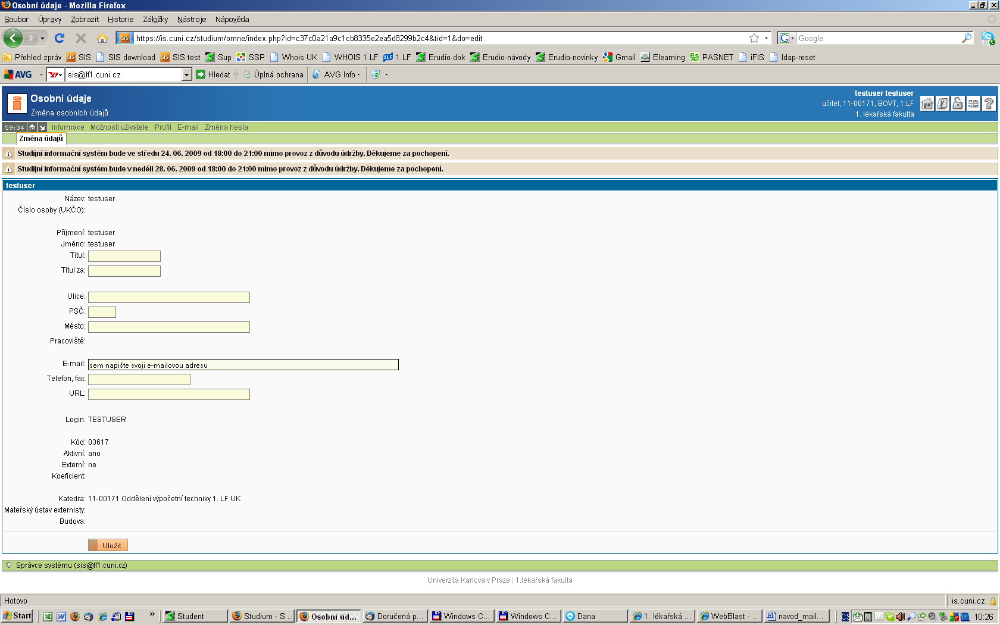 Osobní údaje - Mozilla Firefox
Soubor Úpravy Zobrazit Historie Záložky Nástroje Nápověda
https://is.cuni.cz/studium/omne/index.php?id=c37c0a21a9c1cb8335e2ea5d8299b2c4&tid=1&do=edit
Google
Přehled zpráv SIS SIS download SIS test Sup SSP Whois UK WHOIS 1.LF 1.LF Erudio-dok Erudio-návody Erudio-novinky Gmail Elearning PASNET iFIS ldap-reset
AVG sis@lf1.cuni.cz Hledat Úplná ochrana AVG Info
Osobní údaje
Změna osobních údajů
testuser testuser
učitel, 11-00171, BOVT, 1.LF
1. lékařská fakulta
59:34 Informace Možnosti uživatele Profil E-mail Změna hesla
Změna údajů
Studijní informační systém bude ve středu 24. 06. 2009 od 18:00 do 21:00 mimo provoz z důvodu údržby. Děkujeme za pochopení.
Studijní informační systém bude v neděli 28. 06. 2009 od 18:00 do 21:00 mimo provoz z důvodu údržby. Děkujeme za pochopení.
testuser
Název: testuser
Číslo osoby (UKČO):
Příjmení: testuser
Jméno: testuser
Titul:
Titul za:
Ulice:
PSČ:
Město:
Pracoviště:
E-mail: sem napište svoji e-mailovou adresu
Telefon, fax:
URL:
Login: TESTUSER
Kód: 03617
Aktivní: ano
Externí: ne
Koeficient:
Katedra: 11-00171 Oddělení výpočetní techniky 1. LF UK
Mateřský ústav externisty:
Budova:
Uložit
Správce systému (sis@lf1.cuni.cz)
Univerzita Karlova v Praze | 1.lékařská fakulta
Hotovo
is.cuni.cz
Start » Student Studium - S... Osobní úd... Doručená p... Windows C... Windows C... Dana 1. lékařská ... WebBlast - ... navod_mail... CS 10:26